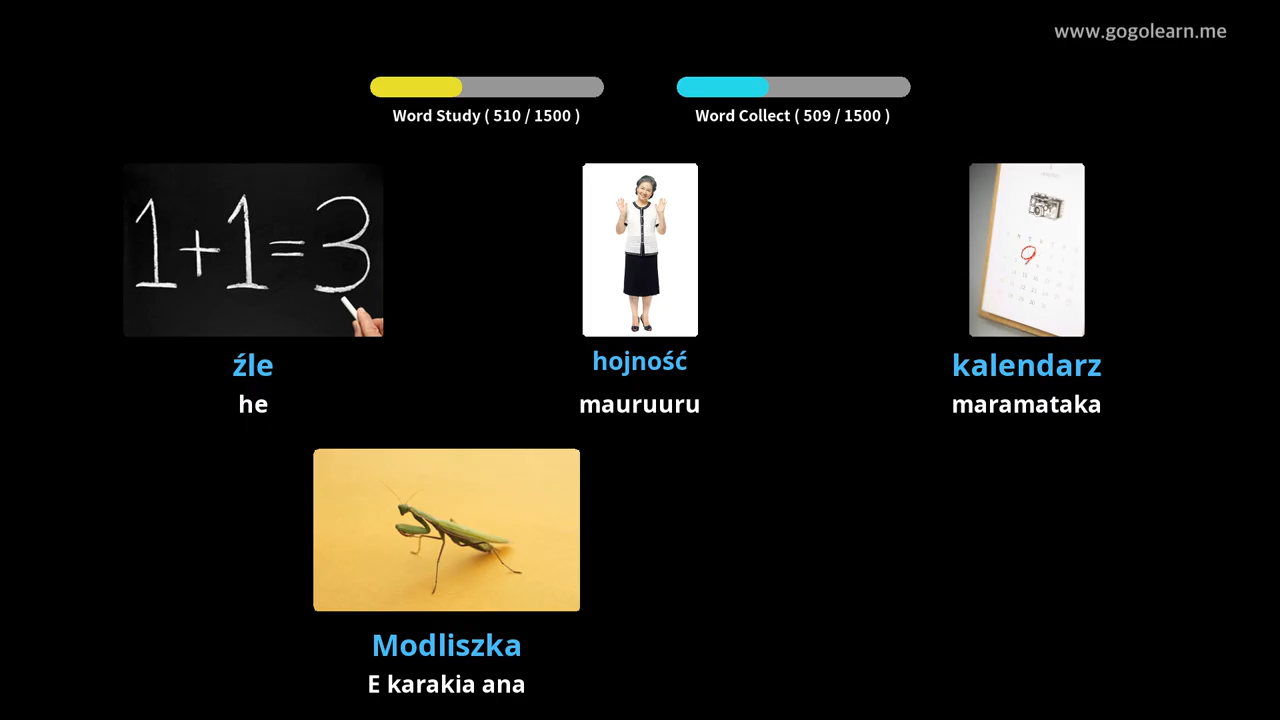 www.gogolearn.me
Word Study ( 510 / 1500 )
Word Collect ( 509 / 1500 )
1+1=3
źle
he
hojność
mauruuru
kalendarz
maramataka
Modliszka
E karakia ana